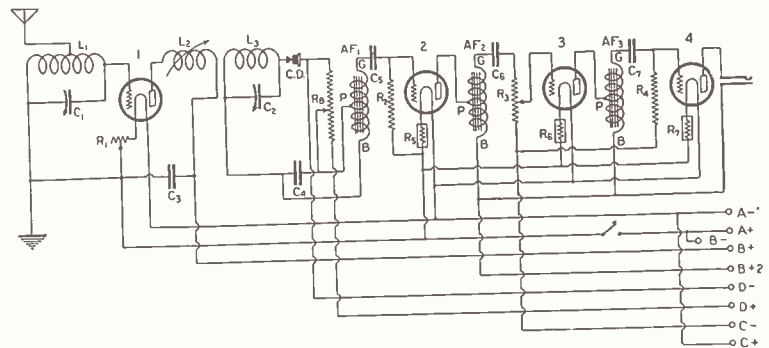 L1
1
L2
L3
C.D.
AF1
G
C5
2
AF2
G
C6
3
AF3
G
C7
4
C1
C2
R8
P
R2
P
R3
P
R4
R1
R5
R6
R7
B
B
B
C3
C4
A-
A+
B-
B+
B+2
D-
D+
C-
C+